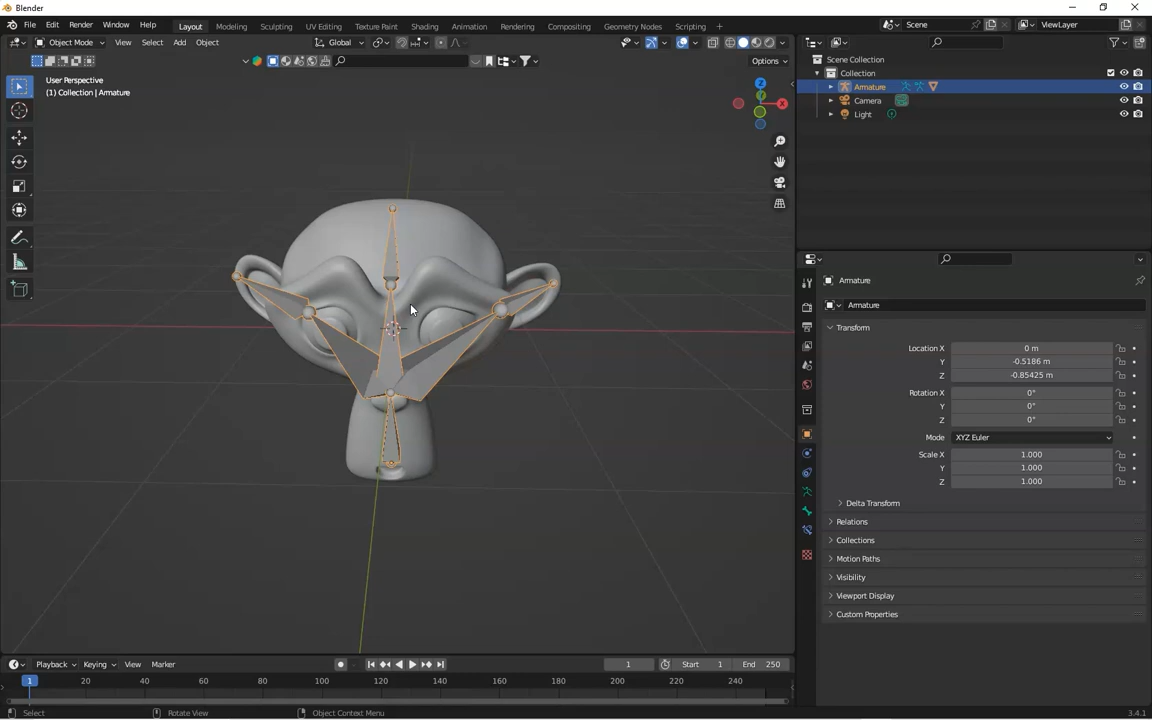 Blender
File Edit Render Window Help Layout Modeling Sculpting UV Editing Texture Paint Shading Animation Rendering Compositing Geometry Nodes Scripting + Scene ViewLayer
Object Mode View Select Add Object Global
Options
User Perspective
(1) Collection | Armature
Z
X
Scene Collection
Collection
Armature
Camera
Light
Armature
Armature
Transform
Location X 0 m
Y -0.5186 m
Z -0.85425 m
Rotation X 0°
Y 0°
Z 0°
Mode XYZ Euler
Scale X 1.000
Y 1.000
Z 1.000
Delta Transform
Relations
Collections
Motion Paths
Visibility
Viewport Display
Custom Properties
Playback Keying View Marker 1 Start 1 End 250
1 20 40 60 80 100 120 140 160 180 200 220 240
Select Rotate View Object Context Menu 3.4.1